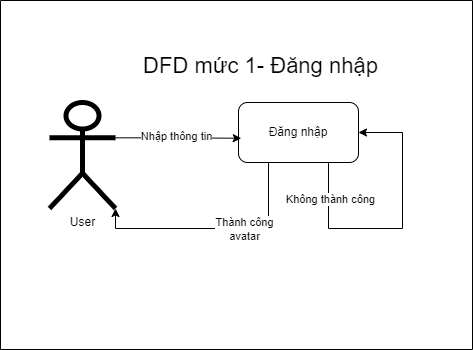 DFD mức 1- Đăng nhập
Nhập thông tin
Đăng nhập
Không thành công
User
Thành công
avatar